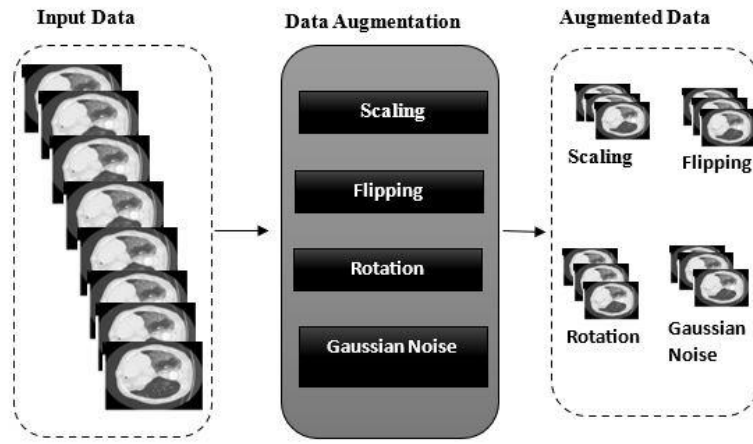 Input Data
Data Augmentation
Augmented Data
Scaling
Flipping
Rotation
Gaussian Noise
Scaling
Flipping
Rotation
Gaussian
Noise